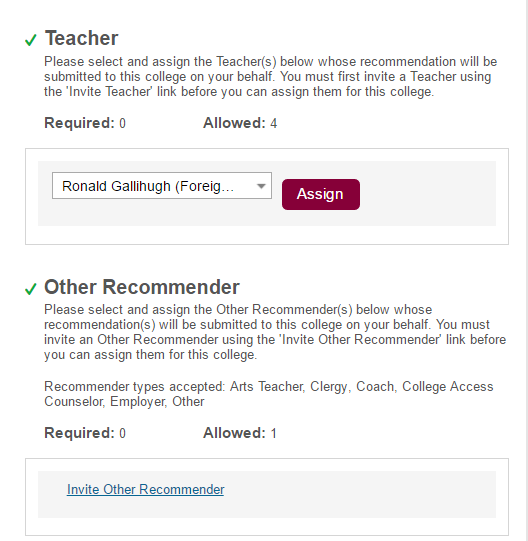 Teacher
Please select and assign the Teacher(s) below whose recommendation will be
submitted to this college on your behalf. You must first invite a Teacher using
the 'Invite Teacher' link before you can assign them for this college.
Required: 0 Allowed: 4
Ronald Gallihugh (Foreig...
Assign
Other Recommender
Please select and assign the Other Recommender(s) below whose
recommendation(s) will be submitted to this college on your behalf. You must
invite an Other Recommender using the 'Invite Other Recommender' link before
you can assign them for this college.
Recommender types accepted: Arts Teacher, Clergy, Coach, College Access
Counselor, Employer, Other
Required: 0 Allowed: 1
Invite Other Recommender